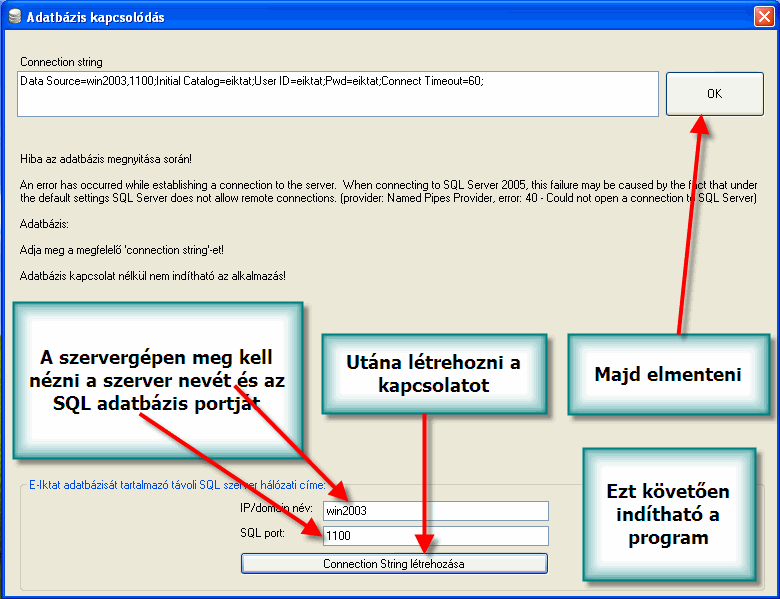 Adatbázis kapcsolódás
Connection string
Data Source=win2003,1100;Initial Catalog=eiktat;User ID=eiktat;Pwd=eiktat;Connect Timeout=60;
OK
Hiba az adatbázis megnyitása során!
An error has occurred while establishing a connection to the server. When connecting to SQL Server 2005, this failure may be caused by the fact that under
the default settings SQL Server does not allow remote connections. (provider: Named Pipes Provider, error: 40 - Could not open a connection to SQL Server)
Adatbázis:
Adja meg a megfelelő 'connection string'-et!
Adatbázis kapcsolat nélkül nem indítható az alkalmazás!
A szervergépen meg kell
nézni a szerver nevét és az
SQL adatbázis portját
Utána létrehozni a
kapcsolatot
Majd elmenteni
Ezt követően
indítható a
program
E-Iktat adatbázisát tartalmazó távoli SQL szerver hálózati címe:
IP/domain név:
win2003
SQL port:
1100
Connection String létrehozása